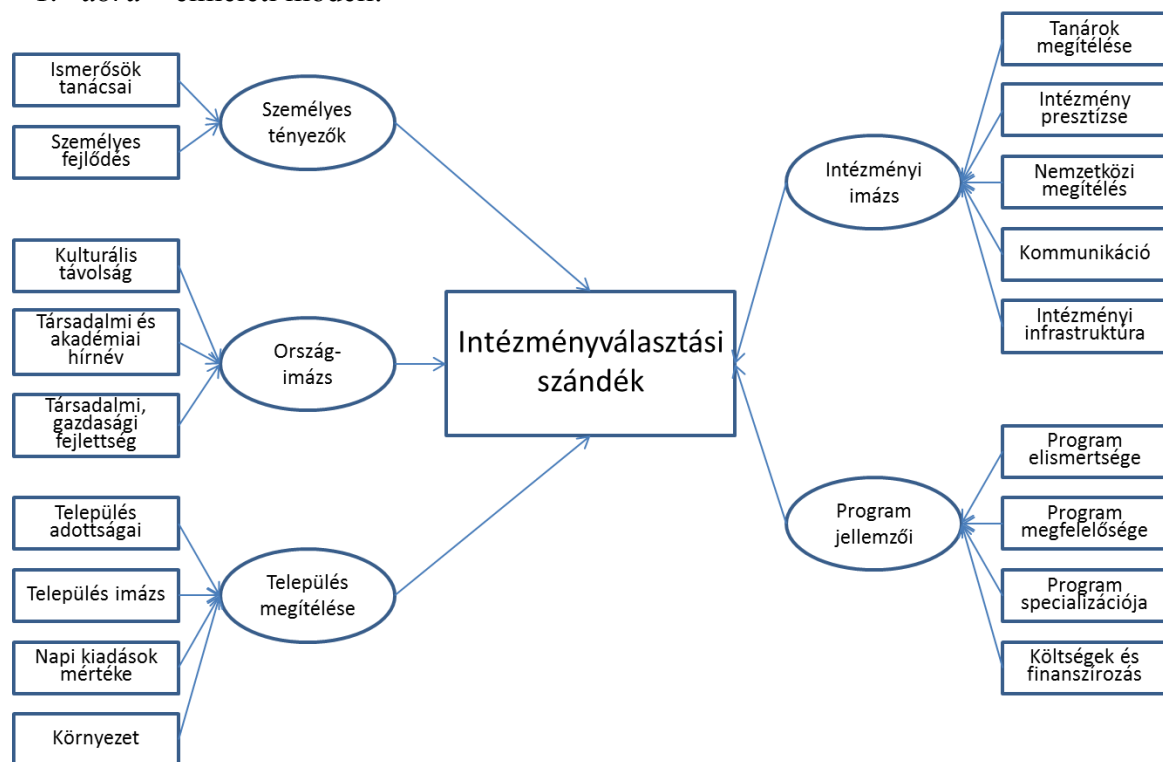 Ismerősök
tanácsai
Személyes
fejlődés
Személyes
tényezők
Kulturális
távolság
Társadalmi és
akadémiai
hírnév
Társadalmi,
gazdasági
fejlettség
Ország-
imázs
Település
adottságai
Település imázs
Napi kiadások
mértéke
Környezet
Település
megítélése
Intézményválasztási
szándék
Intézményi
imázs
Tanárok
megítélése
Intézmény
presztízse
Nemzetközi
megítélés
Kommunikáció
Intézményi
infrastruktúra
Program
jellemzői
Program
elismertsége
Program
megfelelősége
Program
specializációja
Költségek és
finanszírozás